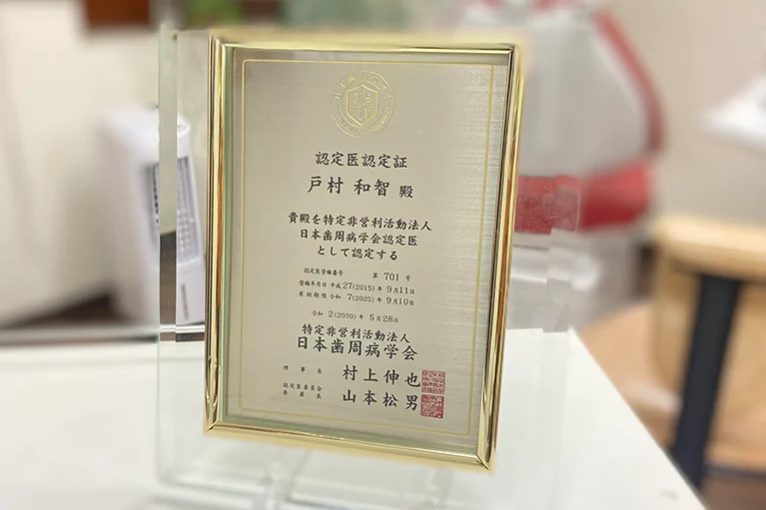 認定医認定証
戸村 和智 殿
貴殿を特定非営利活動法人
日本歯周病学会認定医
として認定する
認定医登録番号 第 701 号
登録年月日 平成 27(2015) 年 9月11日
有効期限 令和 7(2025) 年 9月10日
令和 2(2020) 年 5月28日
特定非営利活動法人
日本歯周病学会
理事長 村上伸也
認定医委員会
委員長 山本松男